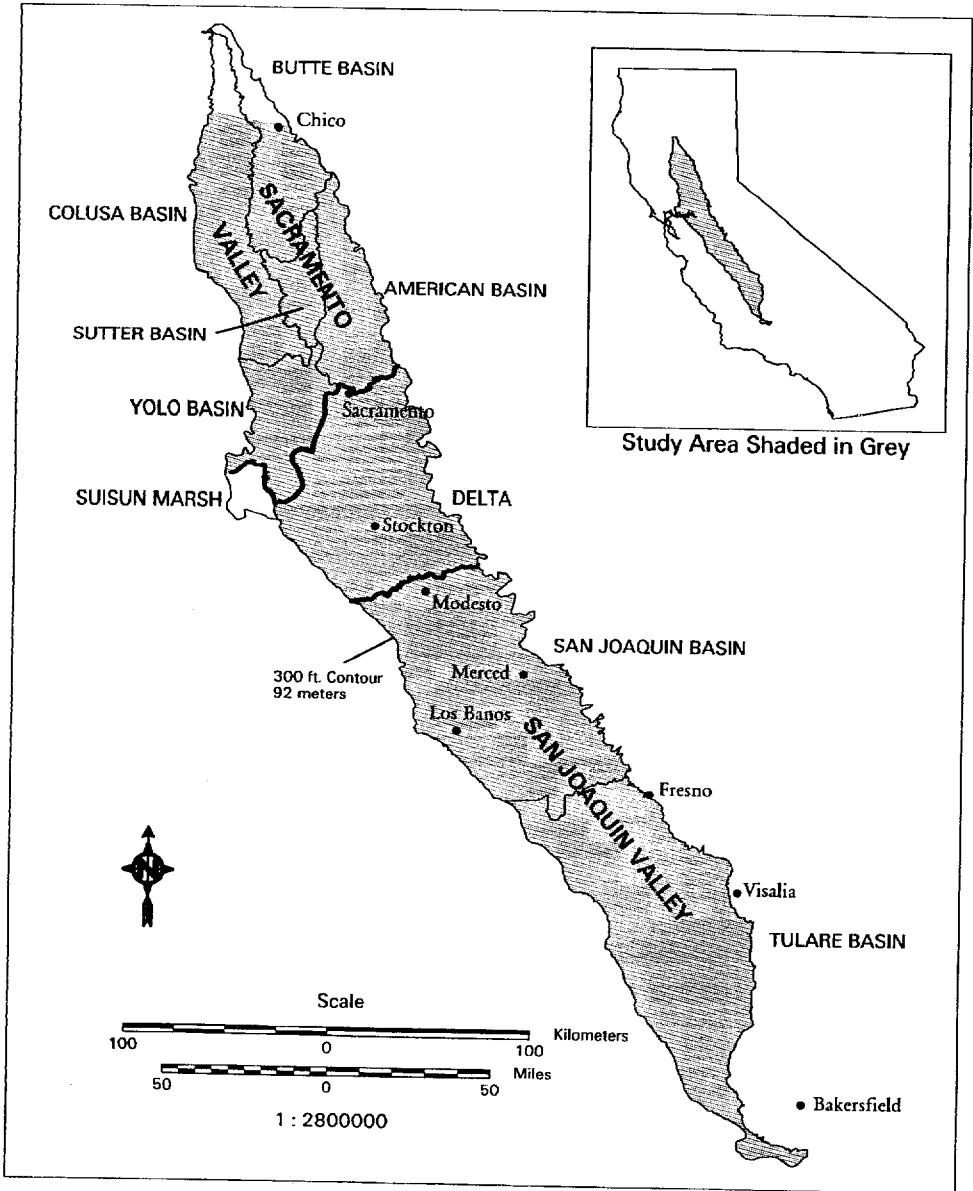 BUTTE BASIN
Chico
COLUSA BASIN
SACRAMENTO
VALLEY
AMERICAN BASIN
SUTTER BASIN
YOLO BASIN
Sacramento
SUISUN MARSH
DELTA
Stockton
Modesto
300 ft. Contour
92 meters
SAN JOAQUIN BASIN
Merced
Los Banos
SAN JOAQUIN VALLEY
Fresno
Visalia
TULARE BASIN
Bakersfield
Study Area Shaded in Grey
N
Scale
100 0 100 Kilometers
50 0 50 Miles
1 : 2800000